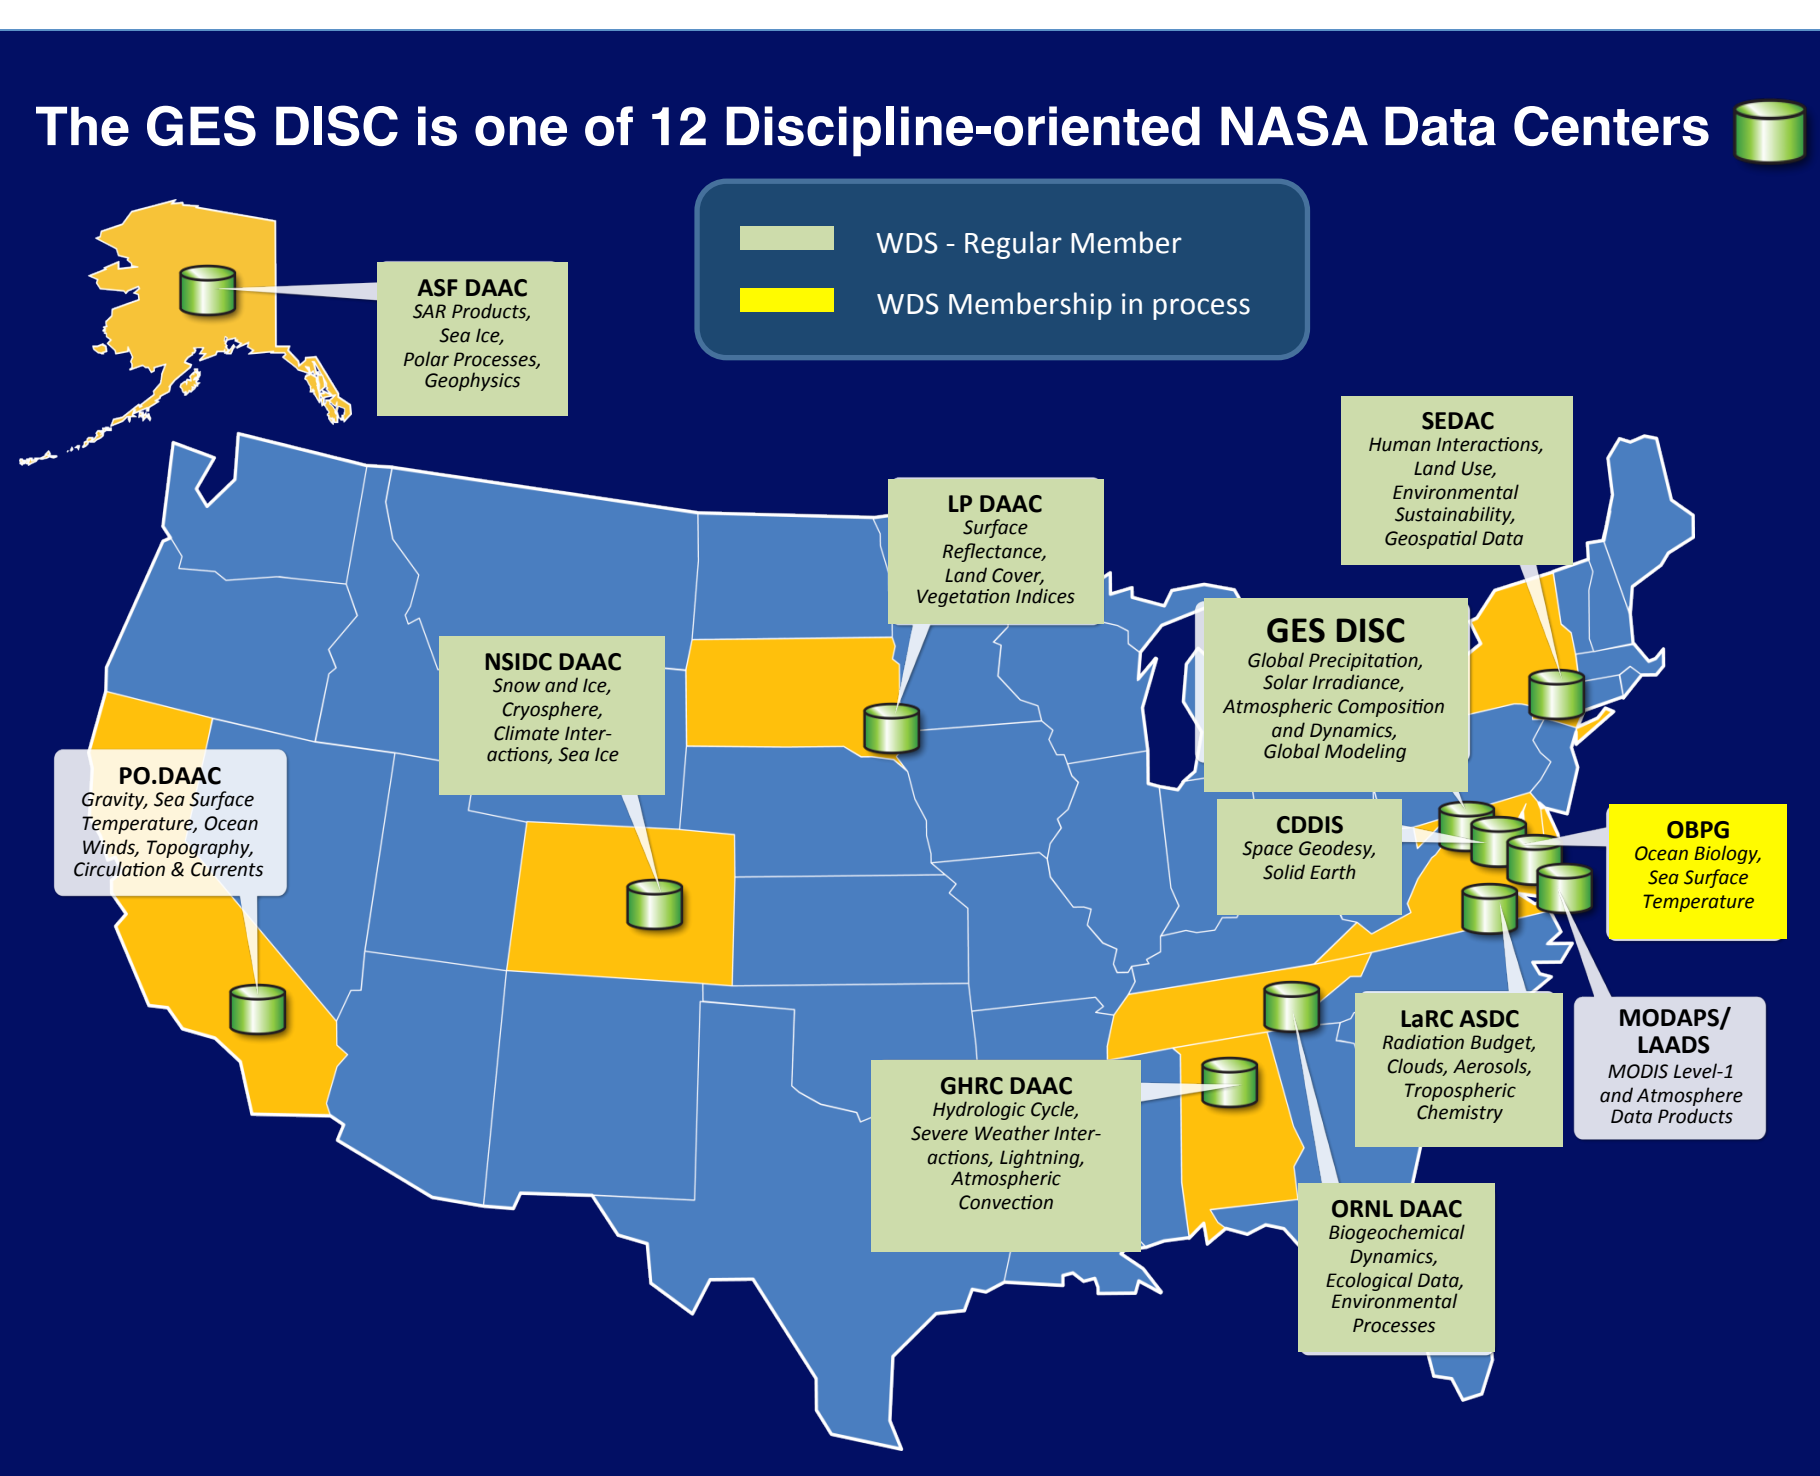 The GES DISC is one of 12 Discipline-oriented NASA Data Centers
WDS - Regular Member
WDS Membership in process
ASF DAAC
SAR Products,
Sea Ice,
Polar Processes,
Geophysics
SEDAC
Human Interactions,
Land Use,
Environmental
Sustainability,
Geospatial Data
LP DAAC
Surface
Reflectance,
Land Cover,
Vegetation Indices
GES DISC
Global Precipitation,
Solar Irradiance,
Atmospheric Composition
and Dynamics,
Global Modeling
NSIDC DAAC
Snow and Ice,
Cryosphere,
Climate Inter-
actions, Sea Ice
PO.DAAC
Gravity, Sea Surface
Temperature, Ocean
Winds, Topography,
Circulation & Currents
CDDIS
Space Geodesy,
Solid Earth
OBPG
Ocean Biology,
Sea Surface
Temperature
LaRC ASDC
Radiation Budget,
Clouds, Aerosols,
Tropospheric
Chemistry
MODAPS/
LAADS
MODIS Level-1
and Atmosphere
Data Products
GHRC DAAC
Hydrologic Cycle,
Severe Weather Inter-
actions, Lightning,
Atmospheric
Convection
ORNL DAAC
Biogeochemical
Dynamics,
Ecological Data,
Environmental
Processes